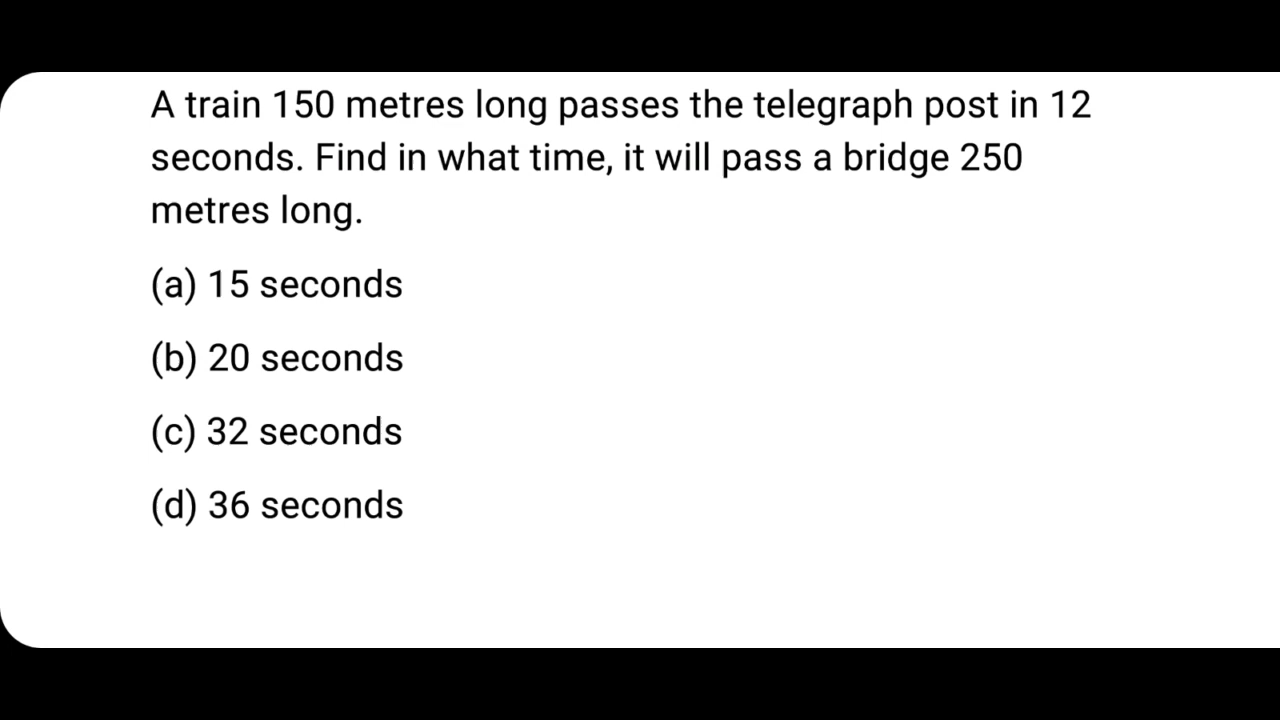 A train 150 metres long passes the telegraph post in 12
seconds. Find in what time, it will pass a bridge 250
metres long.
(a) 15 seconds
(b) 20 seconds
(c) 32 seconds
(d) 36 seconds